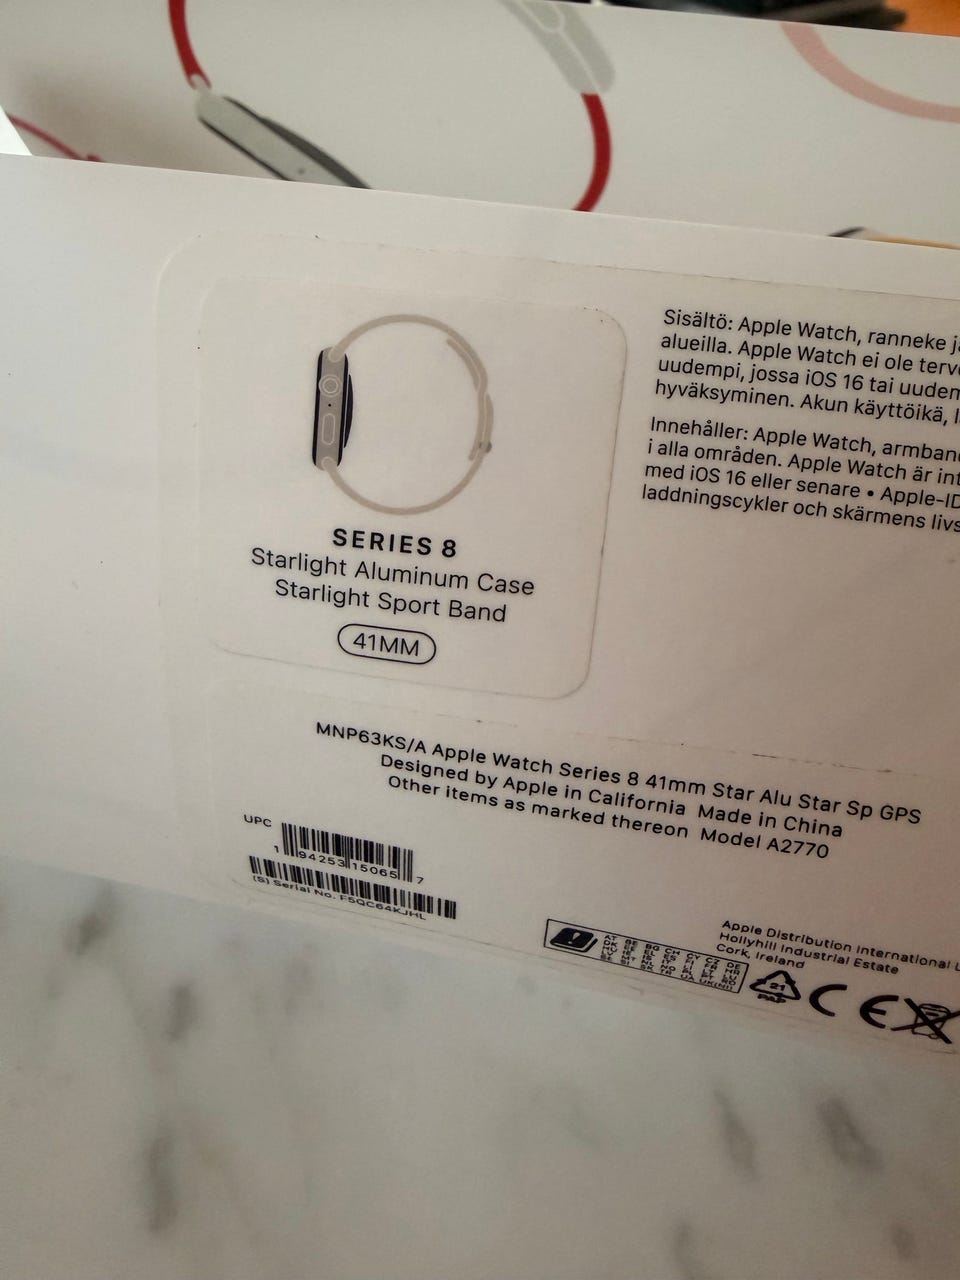 SERIES 8
Starlight Aluminum Case
Starlight Sport Band
41MM
Sisältö: Apple Watch, ranneke
alueilla. Apple Watch ei ole
uudempi, jossa iOS 16 tai
hyväksyminen. Akun käyttöikä,
Innehåller: Apple Watch,
i alla områden. Apple Watch är
med iOS 16 eller senare • Apple-ID
laddningscykler och skärmens
MNP63KS/A Apple Watch Series 8 41mm Star Alu Star Sp GPS
Designed by Apple in California Made in China
Other items as marked thereon Model A2770
UPC
1 94253 15065 7
(S) Serial No. F5QC64KJHL
Apple Distribution International
Hollyhill Industrial Estate
Cork, Ireland
21
PAP
CE